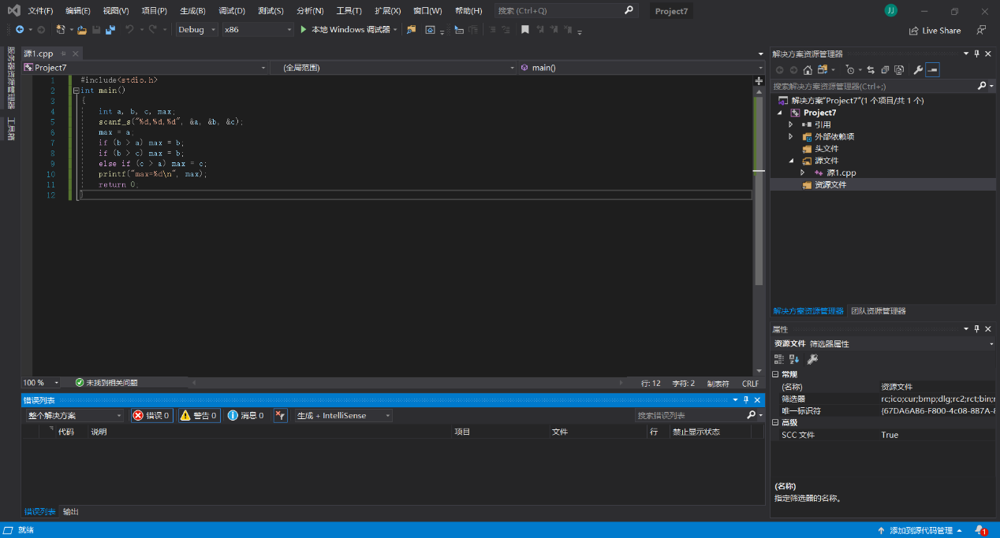 文件(F) 编辑(E) 视图(V) 项目(P) 生成(B) 调试(D) 测试(S) 分析(N) 工具(T) 扩展(X) 窗口(W) 帮助(H) 搜索 (Ctrl+Q) Project7 JJ
Debug x86 本地 Windows 调试器 Live Share
源1.cpp
Project7 (全局范围) main()
1 #include<stdio.h>
2 int main()
3 {
4 int a, b, c, max;
5 scanf_s("%d,%d,%d", &a, &b, &c);
6 max = a;
7 if (b > a) max = b;
8 if (b > c) max = b;
9 else if (c > a) max = c;
10 printf("max=%d\n", max);
11 return 0;
12 }
100 % 未找到相关问题 行: 12 字符: 2 制表符 CRLF
错误列表
整个解决方案 错误 0 警告 0 消息 0 生成 + IntelliSense 搜索错误列表
代码 说明 项目 文件 行 禁止显示状态
错误列表 输出
解决方案资源管理器
搜索解决方案资源管理器(Ctrl+;)
解决方案"Project7"(1 个项目/共 1 个)
Project7
引用
外部依赖项
头文件
源文件
源1.cpp
资源文件
解决方案资源管理器 团队资源管理器
属性
资源文件 筛选器属性
常规
(名称) 资源文件
筛选器 rc;ico;cur;bmp;dlg;rc2;rct;bin;r
唯一标识符 {67DA6AB6-F800-4c08-887A-8
高级
SCC 文件 True
(名称)
指定筛选器的名称。
就绪 添加到源代码管理 1